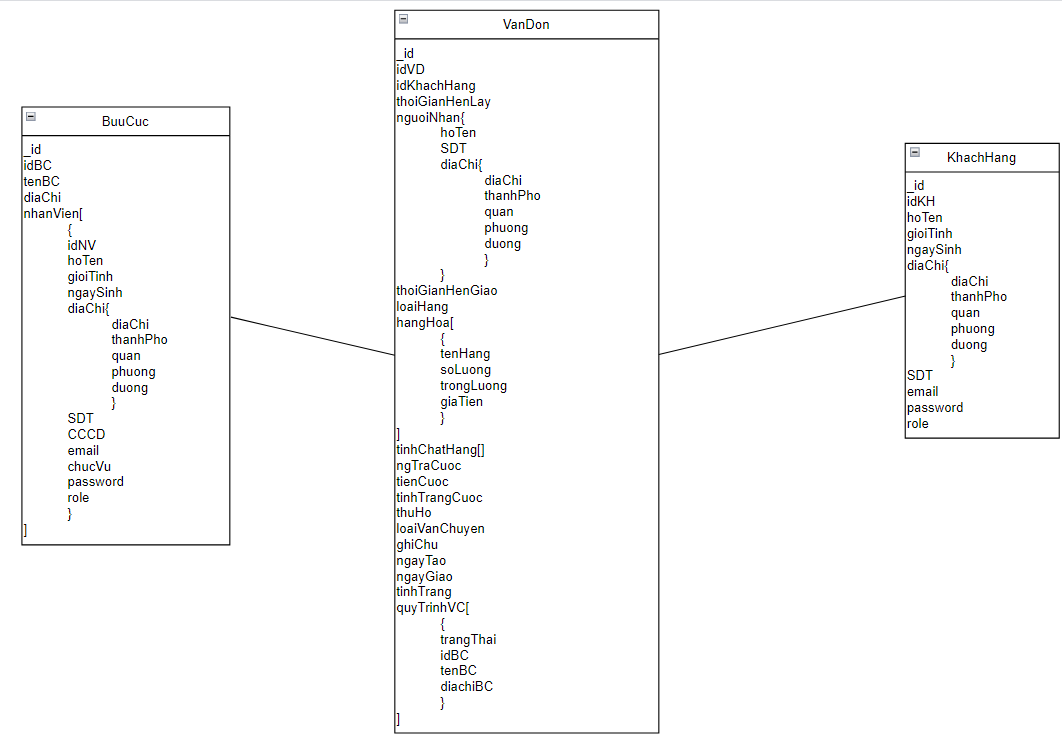 BuuCuc
_id
idBC
tenBC
diaChi
nhanVien[
{
idNV
hoTen
gioiTinh
ngaySinh
diaChi{
diaChi
thanhPho
quan
phuong
duong
}
SDT
CCCD
email
chucVu
password
role
}
]
VanDon
_id
idVD
idKhachHang
thoiGianHenLay
nguoiNhan{
hoTen
SDT
diaChi{
diaChi
thanhPho
quan
phuong
duong
}
}
thoiGianHenGiao
loaiHang
hangHoa[
{
tenHang
soLuong
trongLuong
giaTien
}
]
tinhChatHang[]
ngTraCuoc
tienCuoc
tinhTrangCuoc
thuHo
loaiVanChuyen
ghiChu
ngayTao
ngayGiao
tinhTrang
quyTrinhVC[
{
trangThai
idBC
tenBC
diachiBC
}
]
KhachHang
_id
idKH
hoTen
gioiTinh
ngaySinh
diaChi{
diaChi
thanhPho
quan
phuong
duong
}
SDT
email
password
role